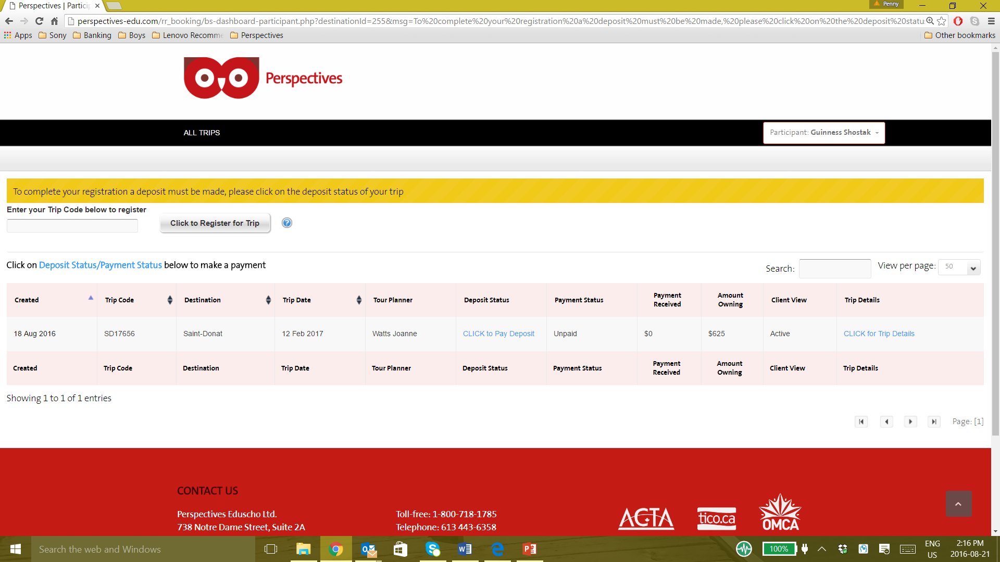 Perspectives | Partici
Penny
perspectives-edu.com/rr_booking/bs-dashboard-participant.php?destinationId=255&msg=To%20complete%20your%20registration%20a%20deposit%20must%20be%20made,%20please%20click%20on%20the%20deposit%20statu
Apps Sony Banking Boys Lenovo Recomme Perspectives Other bookmarks
Perspectives
ALL TRIPS
Participant: Guinness Shostak
To complete your registration a deposit must be made, please click on the deposit status of your trip
Enter your Trip Code below to register
Click to Register for Trip ?
Click on Deposit Status/Payment Status below to make a payment
Search: View per page: 50
Created Trip Code Destination Trip Date Tour Planner Deposit Status Payment Status Payment Received Amount Owning Client View Trip Details
18 Aug 2016 SD17656 Saint-Donat 12 Feb 2017 Watts Joanne CLICK to Pay Deposit Unpaid $0 $625 Active CLICK for Trip Details
Created Trip Code Destination Trip Date Tour Planner Deposit Status Payment Status Payment Received Amount Owning Client View Trip Details
Showing 1 to 1 of 1 entries
Page: [1]
CONTACT US
Perspectives Eduscho Ltd.
738 Notre Dame Street, Suite 2A
Toll-free: 1-800-718-1785
Telephone: 613 443-6358
ACTA
tico.ca
OMCA
Search the web and Windows
100%
ENG
US
2:16 PM
2016-08-21